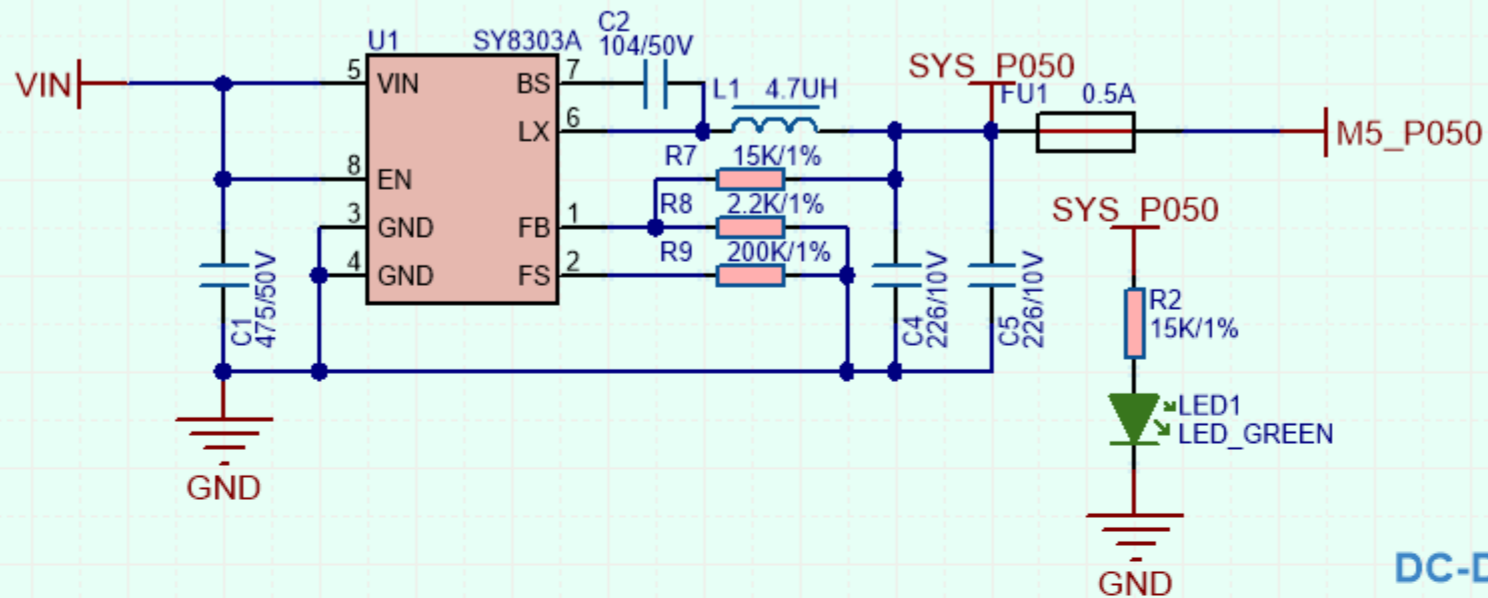 U1 SY8303A
C2
104/50V
VIN
5 VIN
BS 7
L1 4.7UH
SYS_P050
FU1 0.5A
LX 6
M5_P050
R7 15K/1%
8 EN
R8 2.2K/1%
3 GND
FB 1
R9 200K/1%
4 GND
FS 2
C1
475/50V
C4
226/10V
C5
226/10V
GND
SYS_P050
R2
15K/1%
LED1
LED_GREEN
GND
DC-D